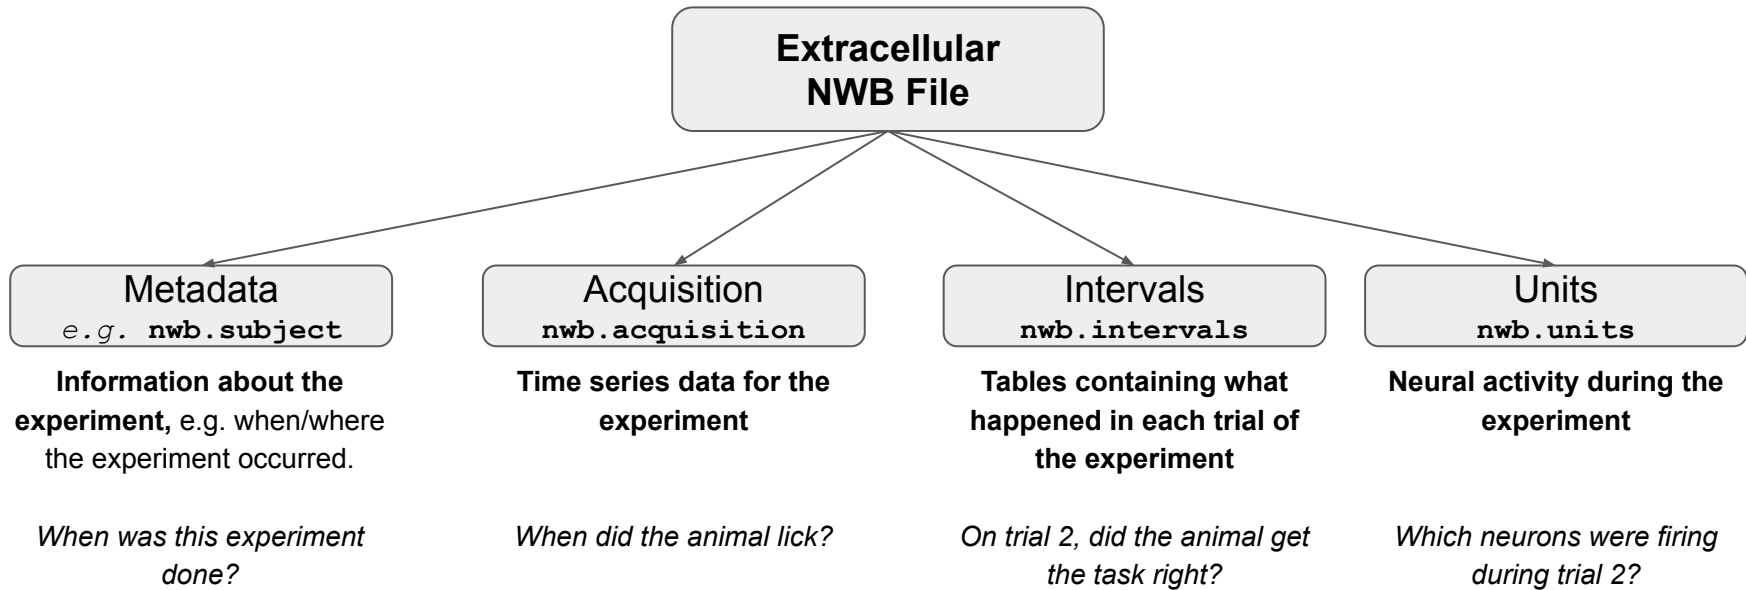 Extracellular
NWB File
Metadata
e.g. nwb.subject
Information about the
experiment, e.g. when/where
the experiment occurred.
When was this experiment
done?
Acquisition
nwb.acquisition
Time series data for the
experiment
When did the animal lick?
Intervals
nwb.intervals
Tables containing what
happened in each trial of
the experiment
On trial 2, did the animal get
the task right?
Units
nwb.units
Neural activity during the
experiment
Which neurons were firing
during trial 2?